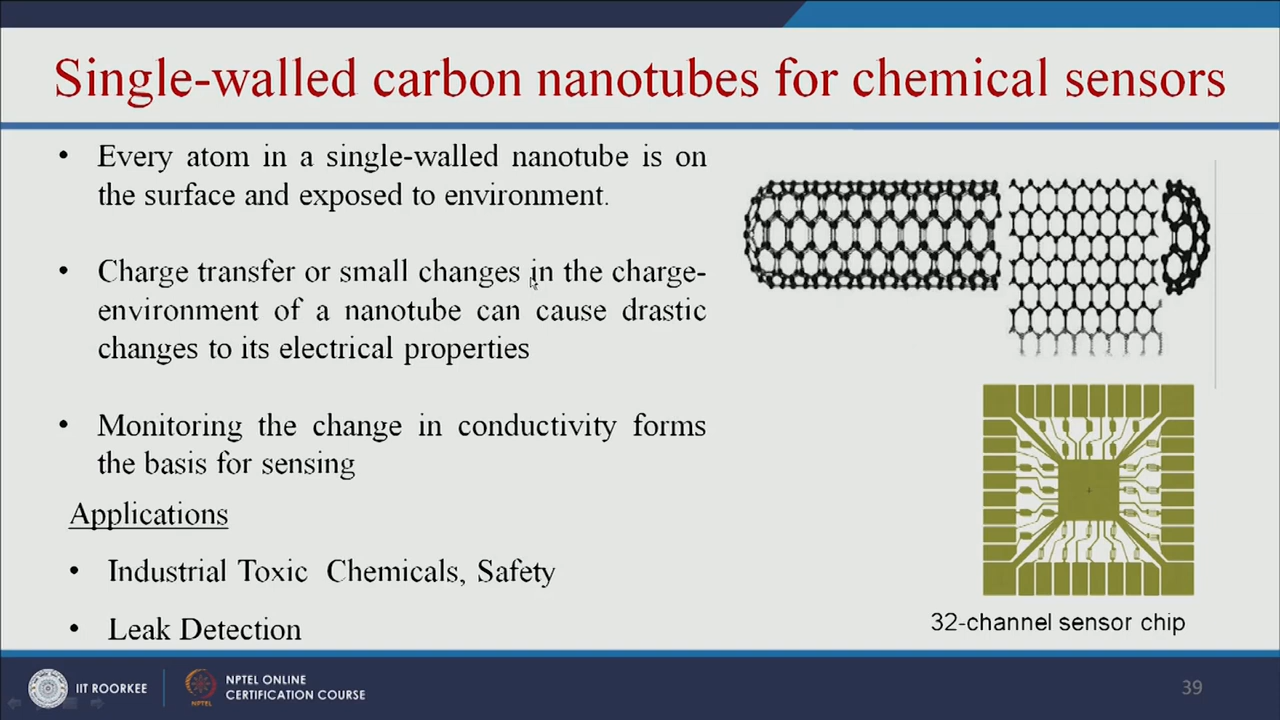 Single-walled carbon nanotubes for chemical sensors
• Every atom in a single-walled nanotube is on
the surface and exposed to environment.
• Charge transfer or small changes in the charge-
environment of a nanotube can cause drastic
changes to its electrical properties
• Monitoring the change in conductivity forms
the basis for sensing
Applications
• Industrial Toxic Chemicals, Safety
• Leak Detection
32-channel sensor chip
IIT ROORKEE
NPTEL
NPTEL ONLINE
CERTIFICATION COURSE
39